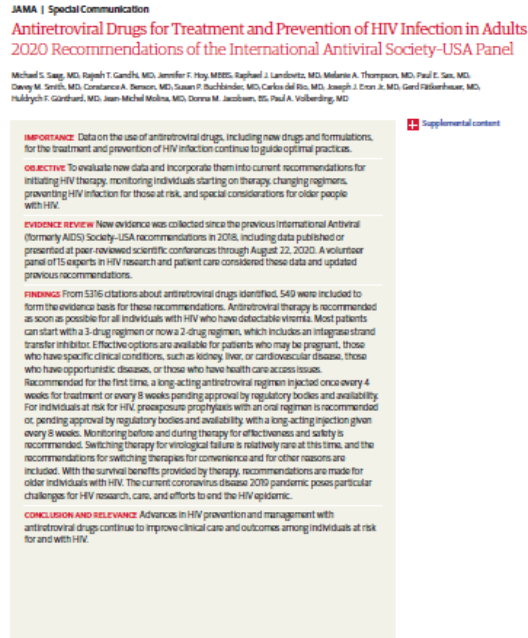 JAMA | Special Communication
Antiretroviral Drugs for Treatment and Prevention of HIV Infection in Adults
2020 Recommendations of the International Antiviral Society–USA Panel
Michael S. Saag, MD; Rajesh T. Gandhi, MD; Jennifer F. Hoy, MBBS; Raphael J. Landovitz, MD; Melanie A. Thompson, MD; Paul E. Sax, MD;
Davey M. Smith, MD; Constance A. Benson, MD; Susan P. Buchbinder, MD; Carlos del Rio, MD; Joseph J. Eron Jr, MD; Gerd Fätkenheuer, MD;
Huldrych F. Günthard, MD; Jean-Michel Molina, MD; Donna M. Jacobsen, BS; Paul A. Volberding, MD
Supplemental content
IMPORTANCE Data on the use of antiretroviral drugs, including new drugs and formulations,
for the treatment and prevention of HIV infection continue to guide optimal practices.
OBJECTIVE To evaluate new data and incorporate them into current recommendations for
initiating HIV therapy, monitoring individuals starting on therapy, changing regimens,
preventing HIV infection for those at risk, and special considerations for older people
with HIV.
EVIDENCE REVIEW New evidence was collected since the previous International Antiviral
(formerly AIDS) Society–USA recommendations in 2018, including data published or
presented at peer-reviewed scientific conferences through August 22, 2020. A volunteer
panel of 15 experts in HIV research and patient care considered these data and updated
previous recommendations.
FINDINGS From 5316 citations about antiretroviral drugs identified, 549 were included to
form the evidence basis for these recommendations. Antiretroviral therapy is recommended
as soon as possible for all individuals with HIV who have detectable viremia. Most patients
can start with a 3-drug regimen or now a 2-drug regimen, which includes an integrase strand
transfer inhibitor. Effective options are available for patients who may be pregnant, those
who have specific clinical conditions, such as kidney, liver, or cardiovascular disease, those
who have opportunistic diseases, or those who have health care access issues.
Recommended for the first time, a long-acting antiretroviral regimen injected once every 4
weeks for treatment or every 8 weeks pending approval by regulatory bodies and availability.
For individuals at risk for HIV, preexposure prophylaxis with an oral regimen is recommended
or, pending approval by regulatory bodies and availability, with a long-acting injection given
every 8 weeks. Monitoring before and during therapy for effectiveness and safety is
recommended. Switching therapy for virological failure is relatively rare at this time, and the
recommendations for switching therapies for convenience and for other reasons are
included. With the survival benefits provided by therapy, recommendations are made for
older individuals with HIV. The current coronavirus disease 2019 pandemic poses particular
challenges for HIV research, care, and efforts to end the HIV epidemic.
CONCLUSION AND RELEVANCE Advances in HIV prevention and management with
antiretroviral drugs continue to improve clinical care and outcomes among individuals at risk
for and with HIV.